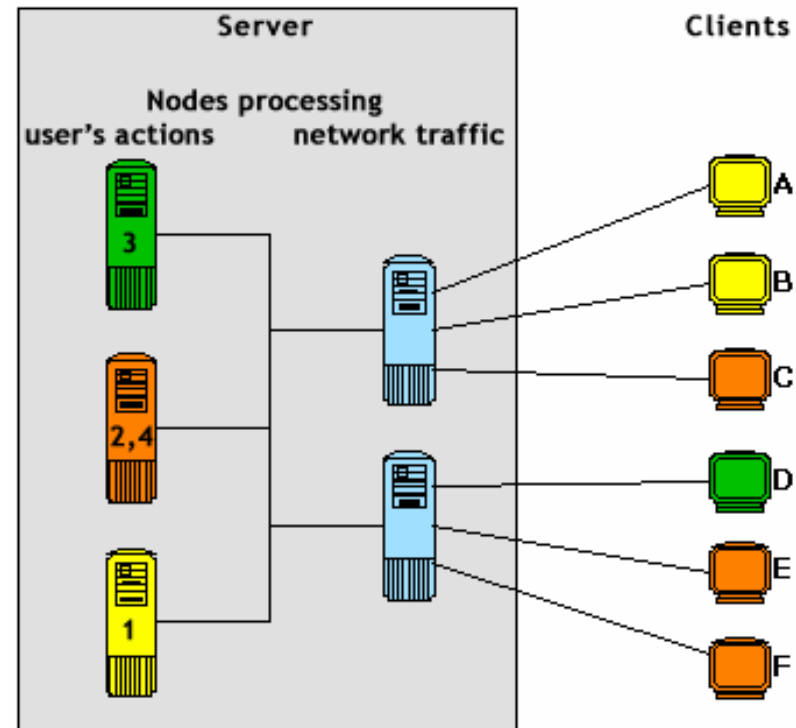 Server
Clients
Nodes processing
user's actions
network traffic
3
2,4
1
A
B
C
D
E
F